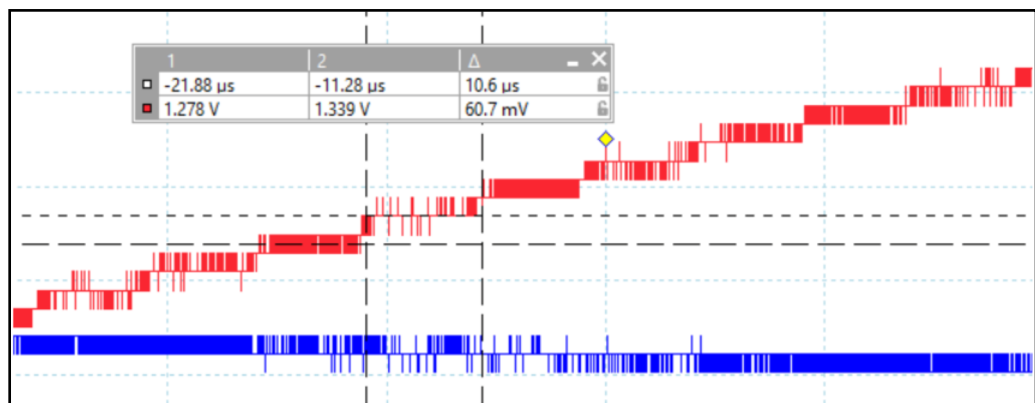 1 2 Δ
-21.88 µs -11.28 µs 10.6 µs
1.278 V 1.339 V 60.7 mV